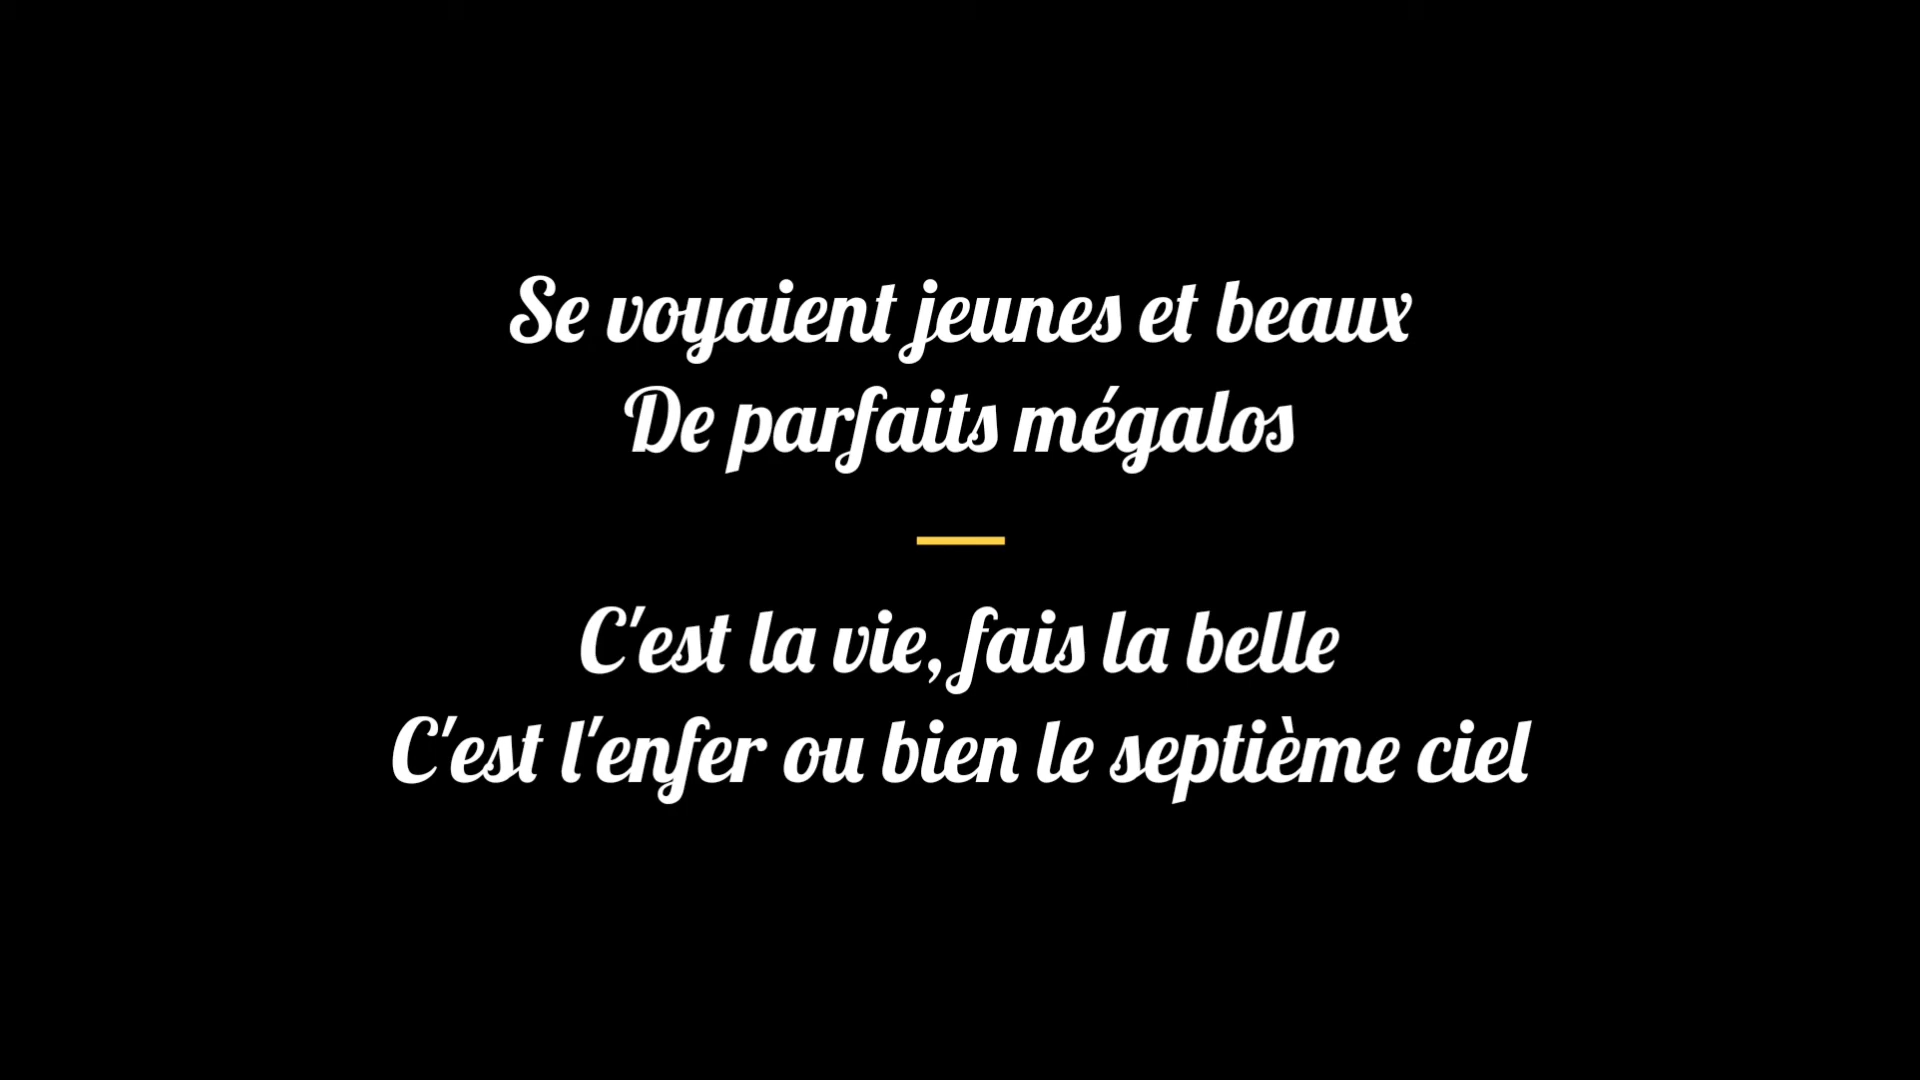 Se voyaient jeunes et beaux
De parfaits mégalos
C'est la vie, fais la belle
C'est l'enfer ou bien le septième ciel